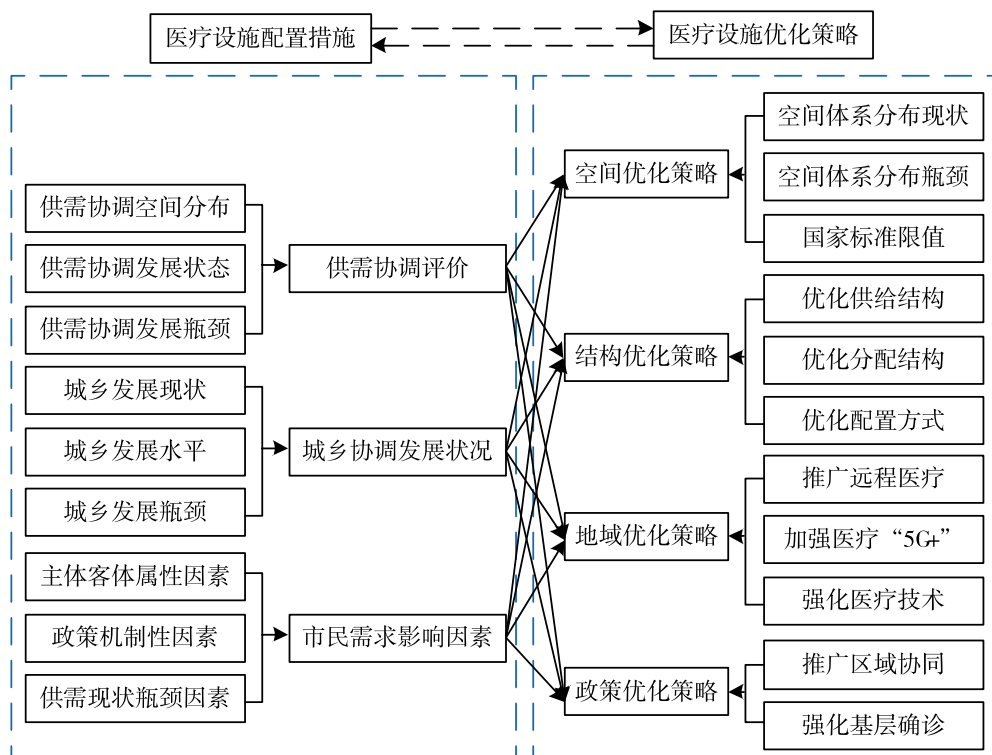 医疗设施配置措施
医疗设施优化策略
供需协调空间分布
供需协调发展状态
供需协调发展瓶颈
城乡发展现状
城乡发展水平
城乡发展瓶颈
主体客体属性因素
政策机制性因素
供需现状瓶颈因素
供需协调评价
城乡协调发展状况
市民需求影响因素
空间优化策略
结构优化策略
地域优化策略
政策优化策略
空间体系分布现状
空间体系分布瓶颈
国家标准限值
优化供给结构
优化分配结构
优化配置方式
推广远程医疗
加强医疗“5G+”
强化医疗技术
推广区域协同
强化基层确诊